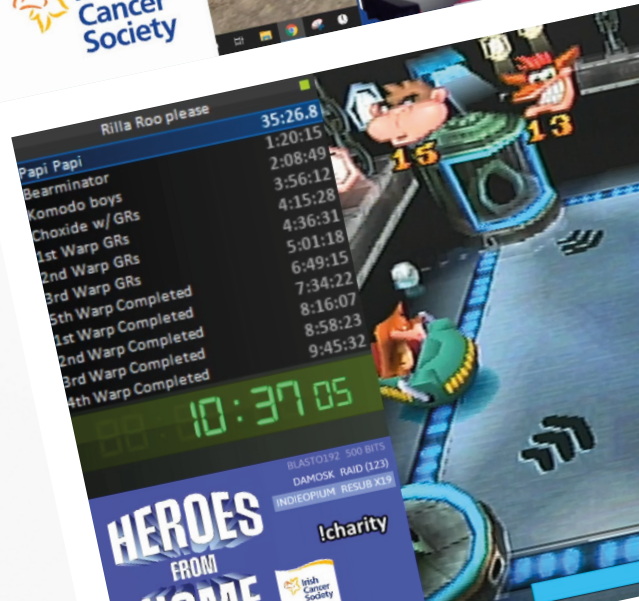 Cancer
Society
Rilla Roo please
Papi Papi 35:26.8
Bearminator 1:20:15
Komodo boys 2:08:49
Choxide w/ GRs 3:56:12
1st Warp GRs 4:15:28
2nd Warp GRs 4:36:31
3rd Warp GRs 5:01:18
5th Warp Completed 6:49:15
1st Warp Completed 7:34:22
2nd Warp Completed 8:16:07
3rd Warp Completed 8:58:23
4th Warp Completed 9:45:32
10:37 05
15
13
BLASTO192 500 BITS
DAMOSK RAID (123)
INDIEOPIUM RESUB X19
!charity
HEROES
FROM
HOME
Irish
Cancer
Society